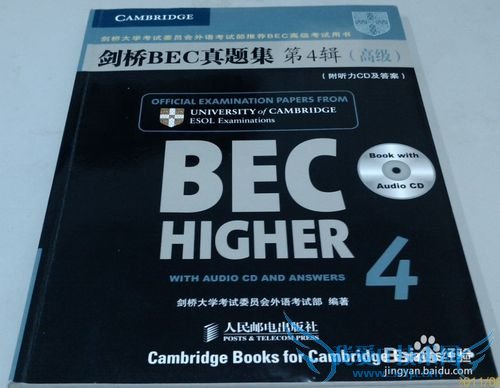 CAMBRIDGE
剑桥大学考试委员会外语考试部推荐BEC高级考试用书
剑桥BEC真题集 第4辑（高级）
（附听力CD及答案）
OFFICIAL EXAMINATION PAPERS FROM
UNIVERSITY of CAMBRIDGE
ESOL Examinations
Book with
Audio CD
BEC
HIGHER
4
WITH AUDIO CD AND ANSWERS
剑桥大学考试委员会外语考试部 编著
人民邮电出版社
POSTS & TELECOM PRESS
Cambridge Books for Cambridge Exams
jingyan.baidu.com